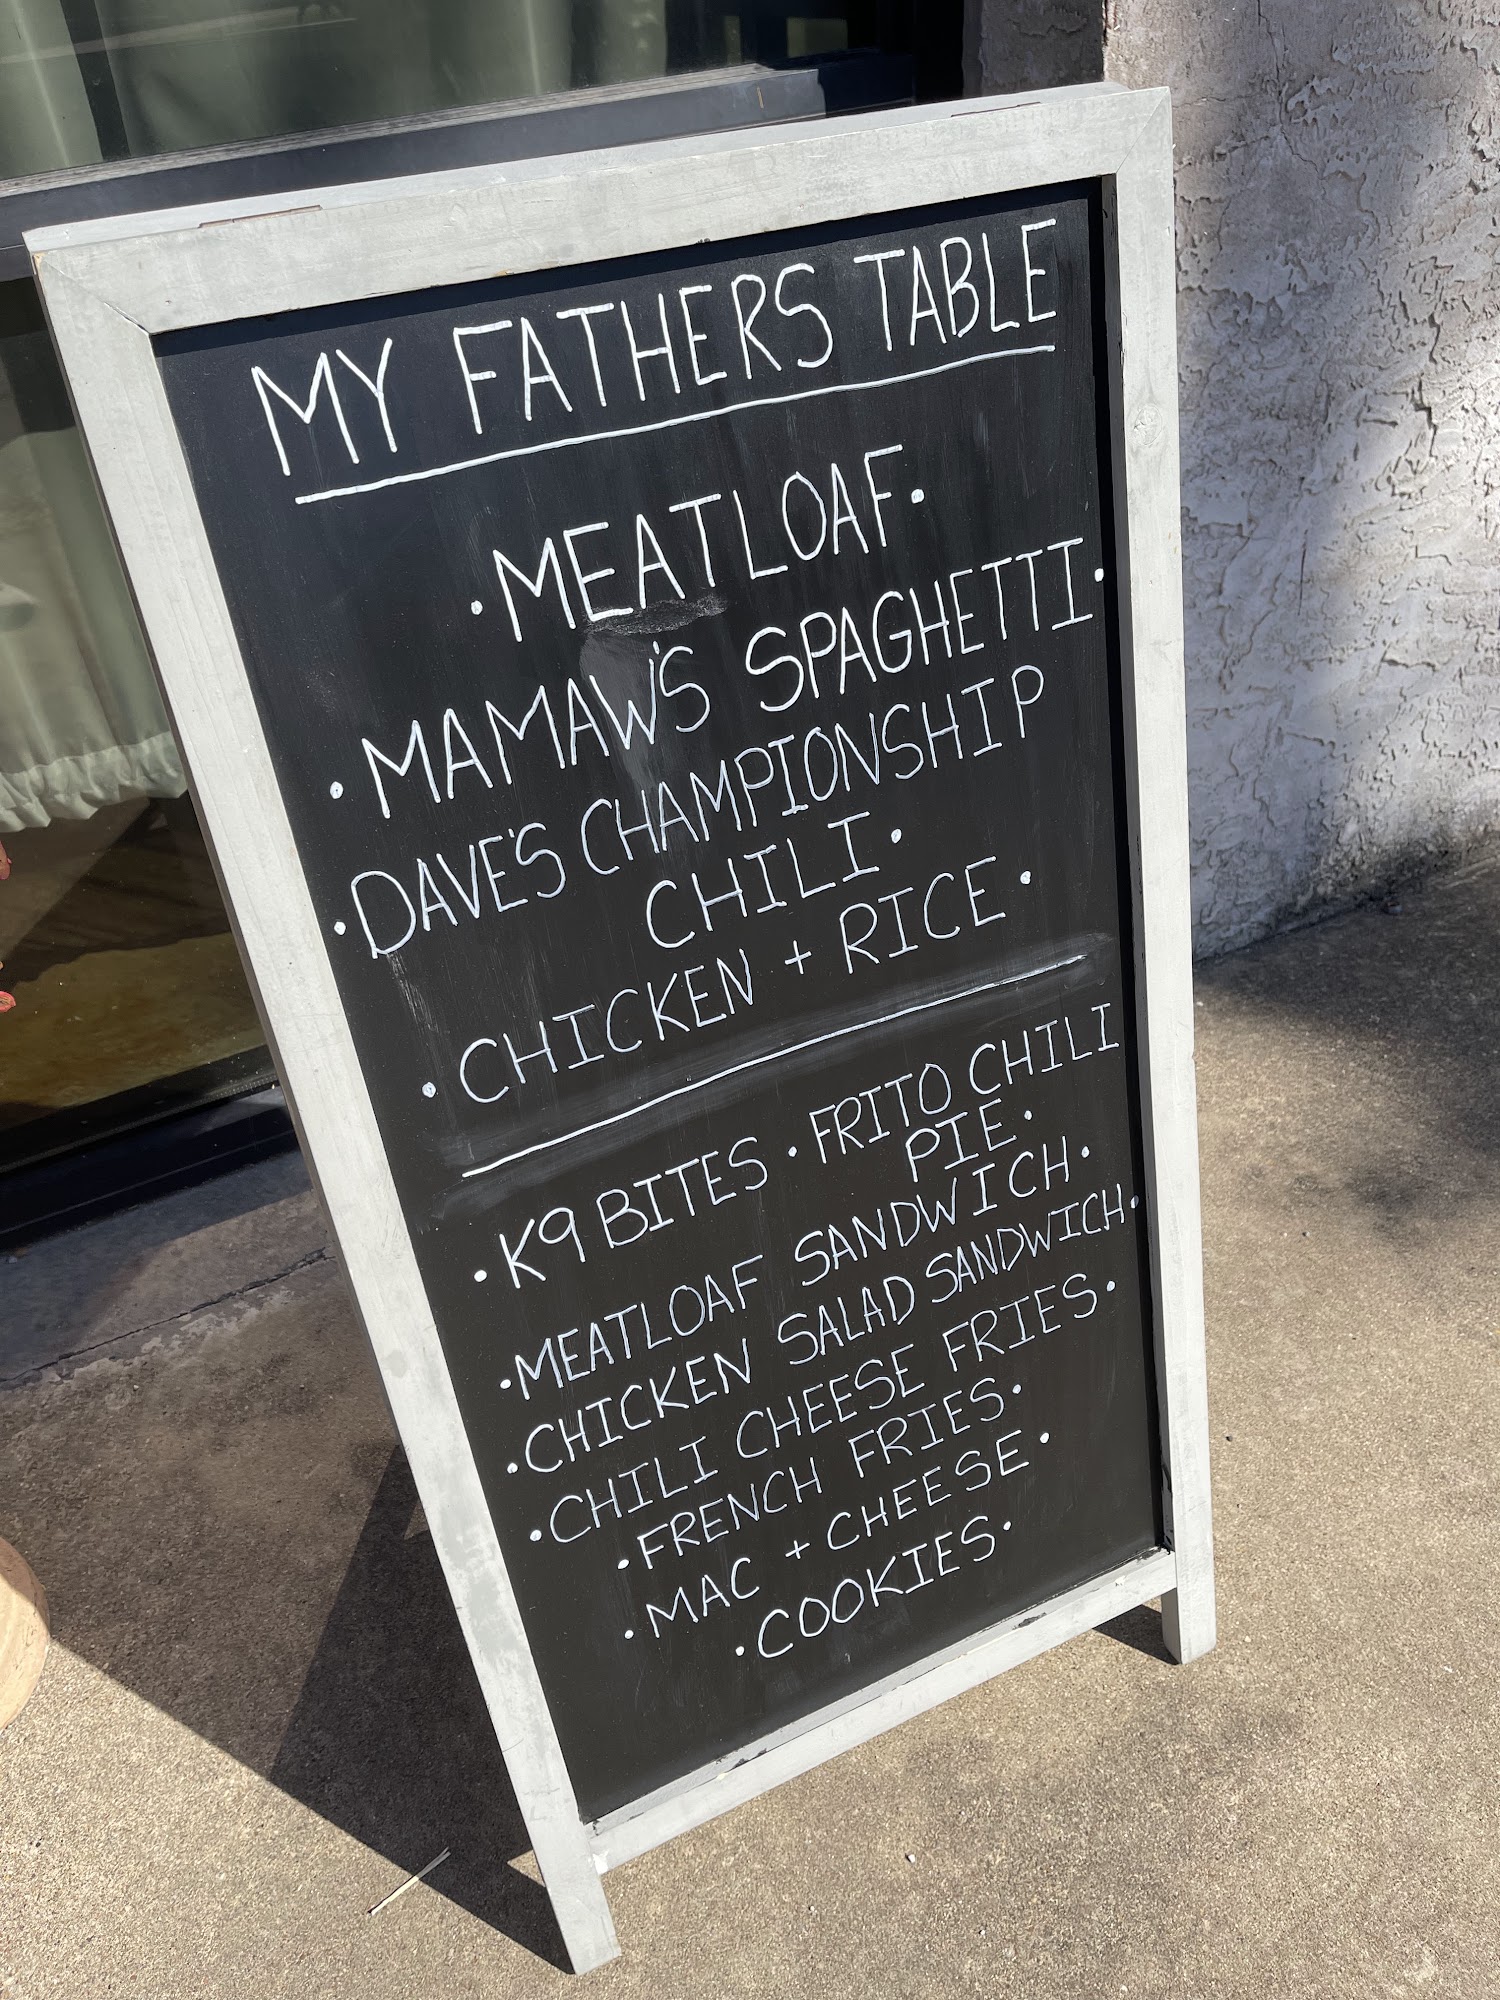 MY FATHERS TABLE
· MEATLOAF ·
· MAMAW'S SPAGHETTI ·
· DAVE'S CHAMPIONSHIP
CHILI ·
· CHICKEN + RICE ·
· K9 BITES · FRITO CHILI
PIE ·
· MEATLOAF SANDWICH ·
· CHICKEN SALAD SANDWICH ·
· CHILI CHEESE FRIES ·
· FRENCH FRIES ·
· MAC + CHEESE ·
· COOKIES ·